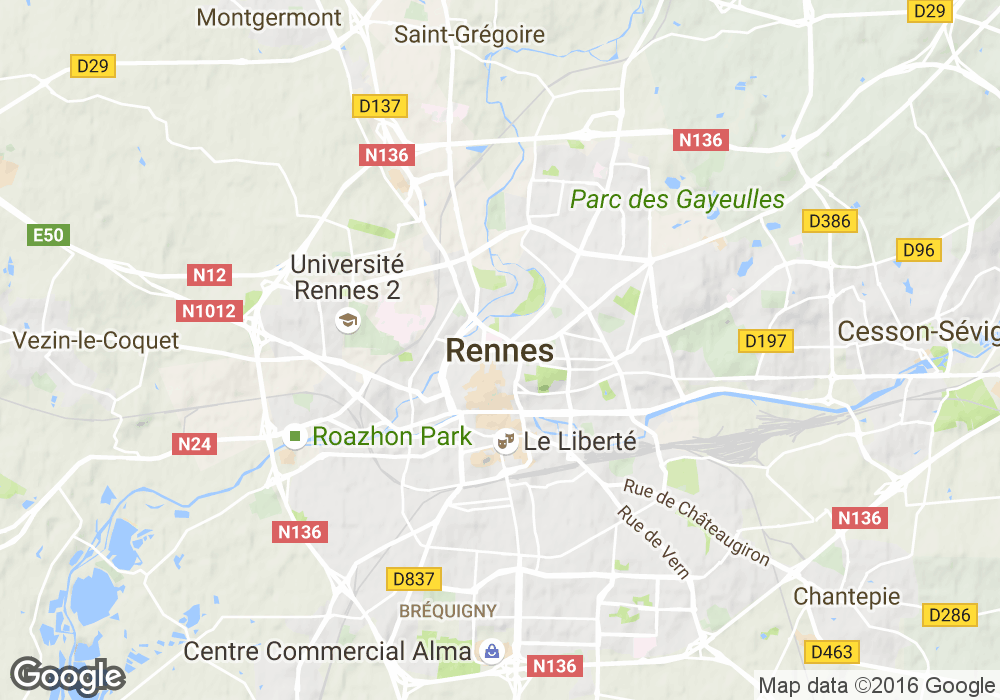 Montgermont
D29
Saint-Grégoire
D29
D137
N136
N136
Parc des Gayeulles
D386
E50
D96
Université
Rennes 2
N12
N1012
Vezin-le-Coquet
Cesson-Sévig
D197
Rennes
Roazhon Park
N24
Le Liberté
Rue de Châteaugiron
Rue de Vern
N136
N136
D837
BRÉQUIGNY
Chantepie
D286
Centre Commercial Alma
N136
D463
Google
Map data ©2016 Google